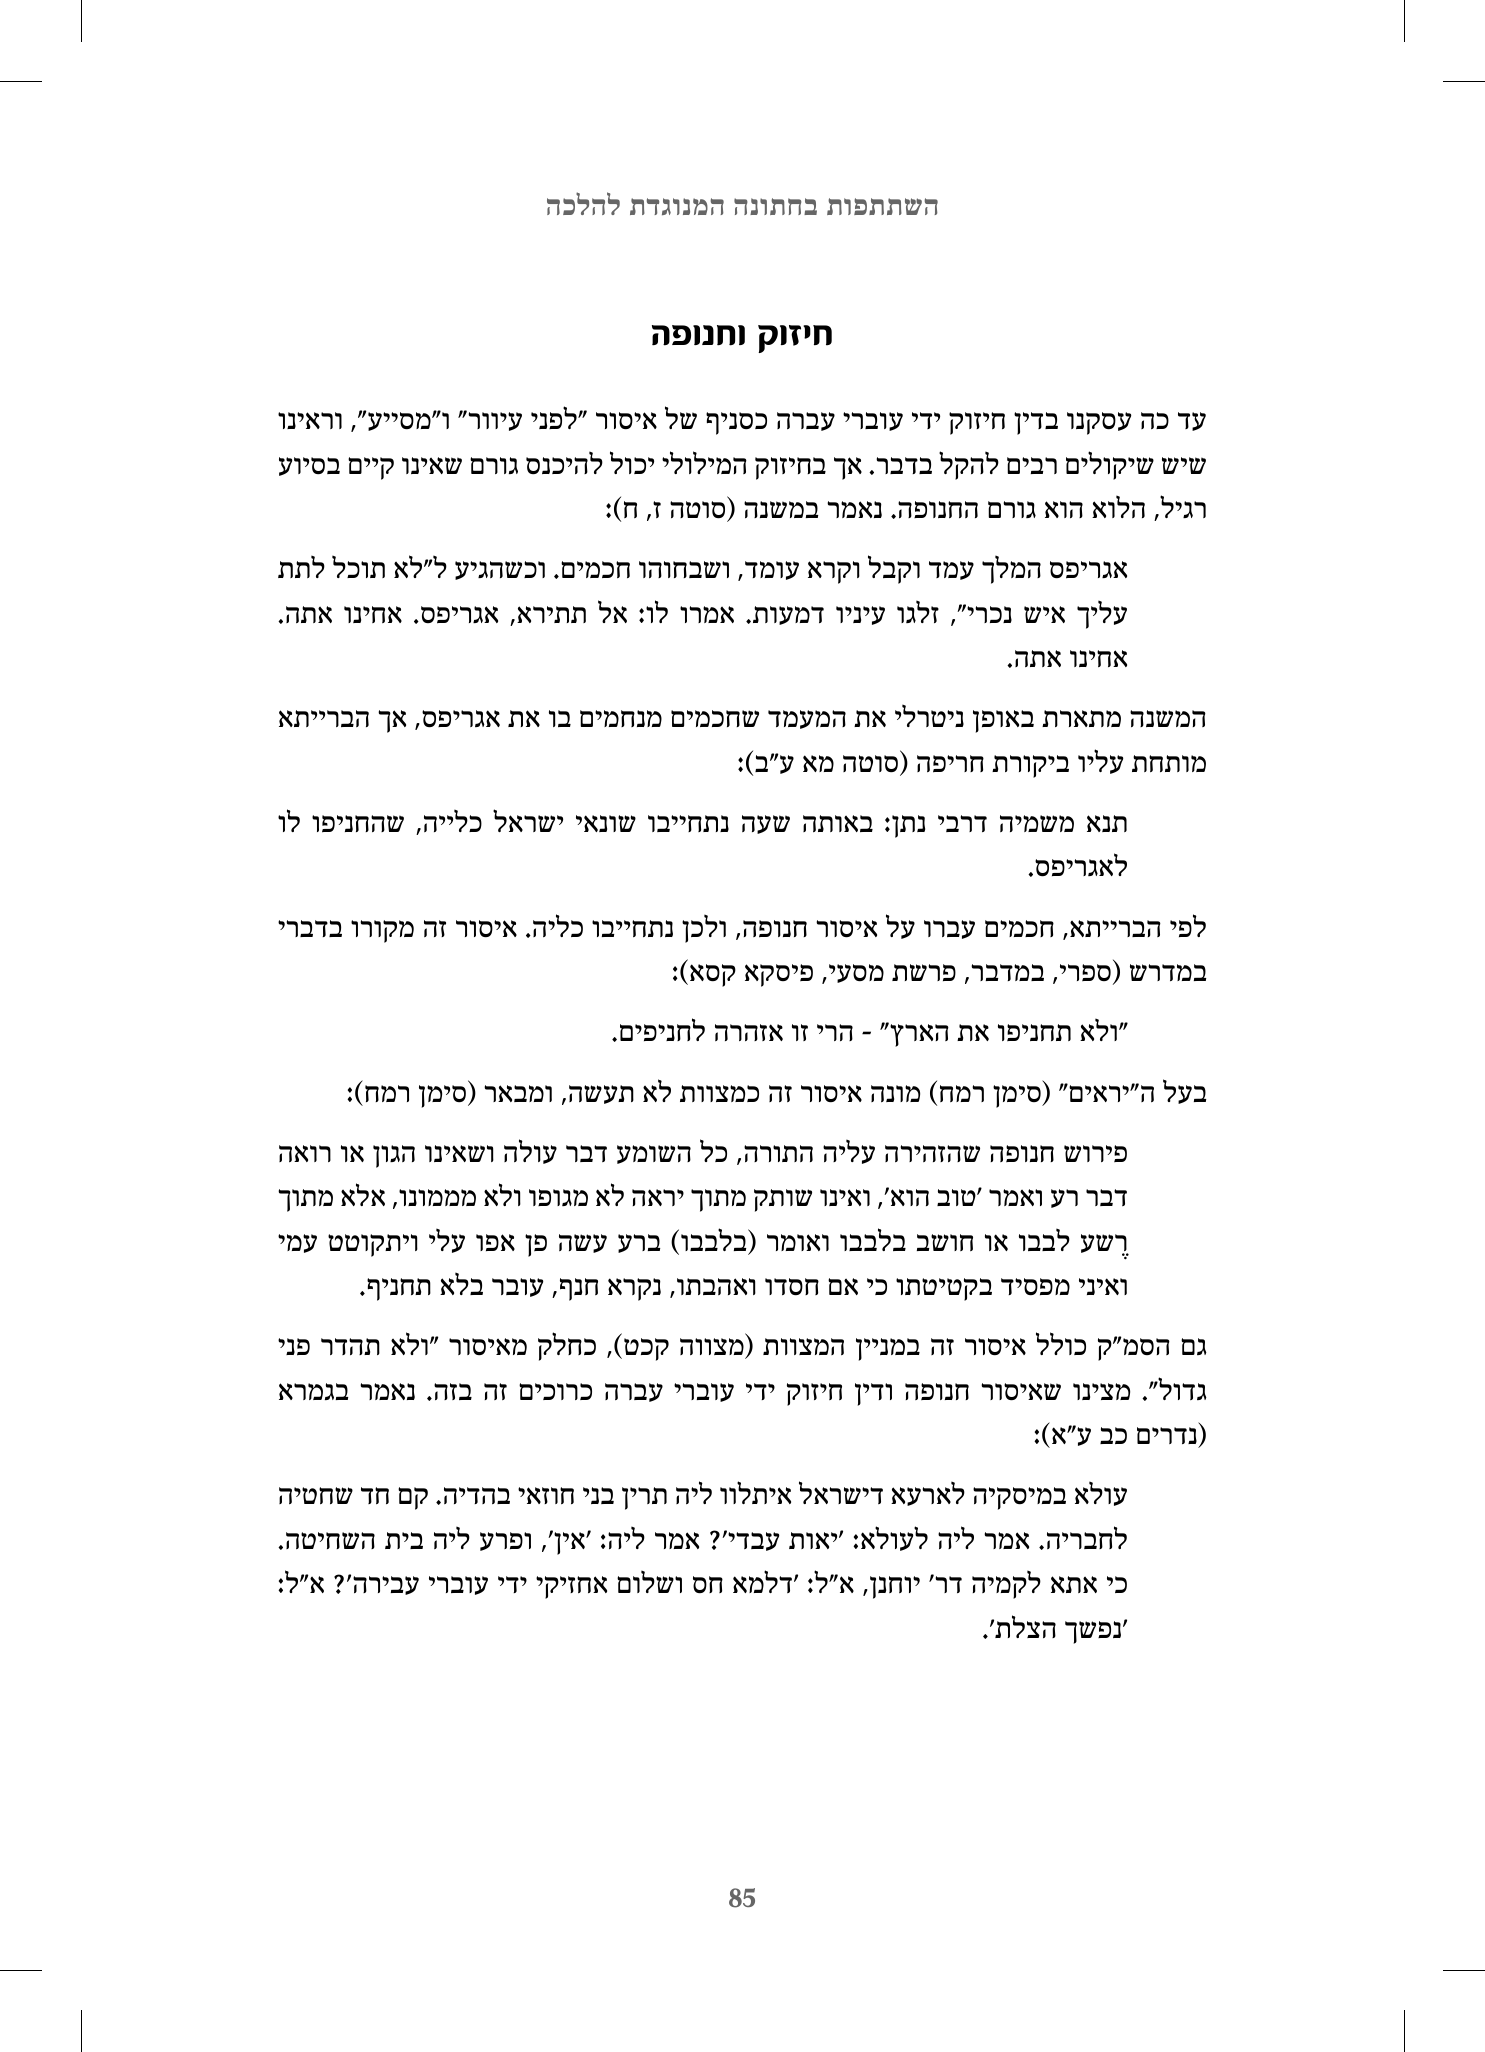 השתתפות בחתונה המנוגדת להלכה
חיזוק וחנופה
עד כה עסקנו בדין חיזוק ידי עוברי עברה כסניף של איסור "לפני עיוור" ו"מסייע", וראינו
שיש שיקולים רבים להקל בדבר. אך בחיזוק המילולי יכול להיכנס גורם שאינו קיים בסיוע
רגיל, הלוא הוא גורם החנופה. נאמר במשנה (סוטה ז, ח):
אגריפס המלך עמד וקבל וקרא עומד, ושבחוהו חכמים. וכשהגיע ל"לא תוכל לתת
עליך איש נכרי", זלגו עיניו דמעות. אמרו לו: אל תתירא, אגריפס. אחינו אתה.
אחינו אתה.
המשנה מתארת באופן ניטרלי את המעמד שחכמים מנחמים בו את אגריפס, אך הברייתא
מותחת עליו ביקורת חריפה (סוטה מא ע"ב):
תנא משמיה דרבי נתן: באותה שעה נתחייבו שונאי ישראל כלייה, שהחניפו לו
לאגריפס.
לפי הברייתא, חכמים עברו על איסור חנופה, ולכן נתחייבו כליה. איסור זה מקורו בדברי
במדרש (ספרי, במדבר, פרשת מסעי, פיסקא קסא):
"ולא תחניפו את הארץ" - הרי זו אזהרה לחניפים.
בעל ה"יראים" (סימן רמח) מונה איסור זה כמצוות לא תעשה, ומבאר (סימן רמח):
פירוש חנופה שהזהירה עליה התורה, כל השומע דבר עולה ושאינו הגון או רואה
דבר רע ואמר 'טוב הוא', ואינו שותק מתוך יראה לא מגופו ולא מממונו, אלא מתוך
רֶשע לבבו או חושב בלבבו ואומר (בלבבו) ברע עשה פן אפו עלי ויתקוטט עמי
ואיני מפסיד בקטיטתו כי אם חסדו ואהבתו, נקרא חנף, עובר בלא תחניף.
גם הסמ"ק כולל איסור זה במניין המצוות (מצווה קכט), כחלק מאיסור "ולא תהדר פני
גדול". מצינו שאיסור חנופה ודין חיזוק ידי עוברי עברה כרוכים זה בזה. נאמר בגמרא
(נדרים כב ע"א):
עולא במיסקיה לארעא דישראל איתלוו ליה תרין בני חוזאי בהדיה. קם חד שחטיה
לחבריה. אמר ליה לעולא: 'יאות עבדי'? אמר ליה: 'אין', ופרע ליה בית השחיטה.
כי אתא לקמיה דר' יוחנן, א"ל: 'דלמא חס ושלום אחזיקי ידי עוברי עבירה'? א"ל:
'נפשך הצלת'.
85